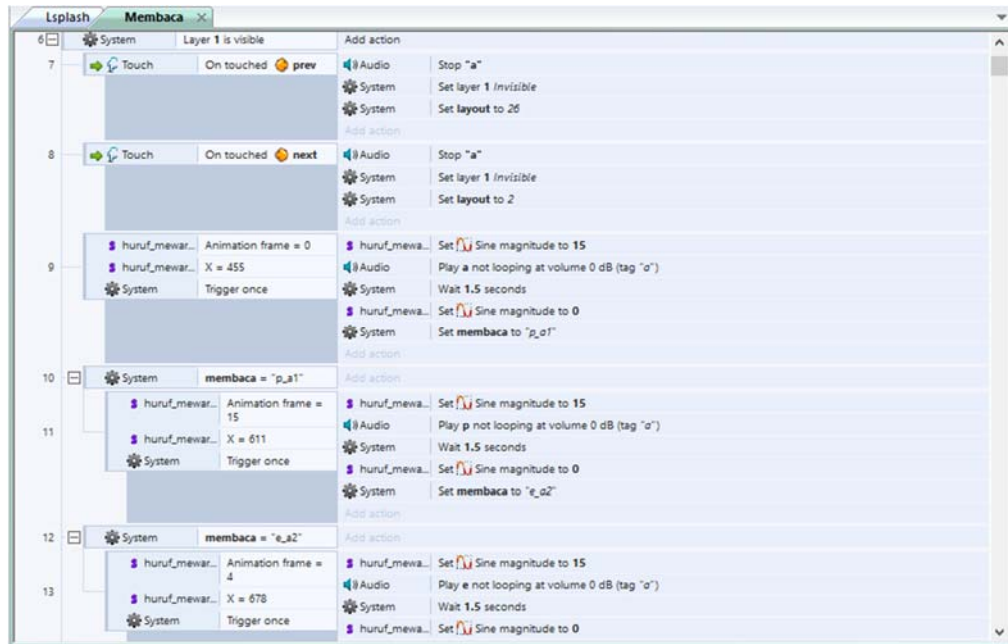 Lsplash Membaca
6 System Layer 1 is visible Add action
7 Touch On touched prev Audio Stop "a"
System Set layer 1 Invisible
System Set layout to 26
Add action
8 Touch On touched next Audio Stop "a"
System Set layer 1 Invisible
System Set layout to 2
Add action
huruf_mewar... Animation frame = 0 huruf_mewa... Set Sine magnitude to 15
9 huruf_mewar... X = 455 Audio Play a not looping at volume 0 dB (tag "a")
System Trigger once System Wait 1.5 seconds
huruf_mewa... Set Sine magnitude to 0
System Set membaca to "p_a1"
Add action
10 System membaca = "p_a1" Add action
huruf_mewar... Animation frame = huruf_mewa... Set Sine magnitude to 15
15 Audio Play p not looping at volume 0 dB (tag "a")
11 huruf_mewar... X = 611 System Wait 1.5 seconds
System Trigger once huruf_mewa... Set Sine magnitude to 0
System Set membaca to "e_a2"
Add action
12 System membaca = "e_a2" Add action
huruf_mewar... Animation frame = huruf_mewa... Set Sine magnitude to 15
4 Audio Play e not looping at volume 0 dB (tag "a")
13 huruf_mewar... X = 678 System Wait 1.5 seconds
System Trigger once huruf_mewa... Set Sine magnitude to 0